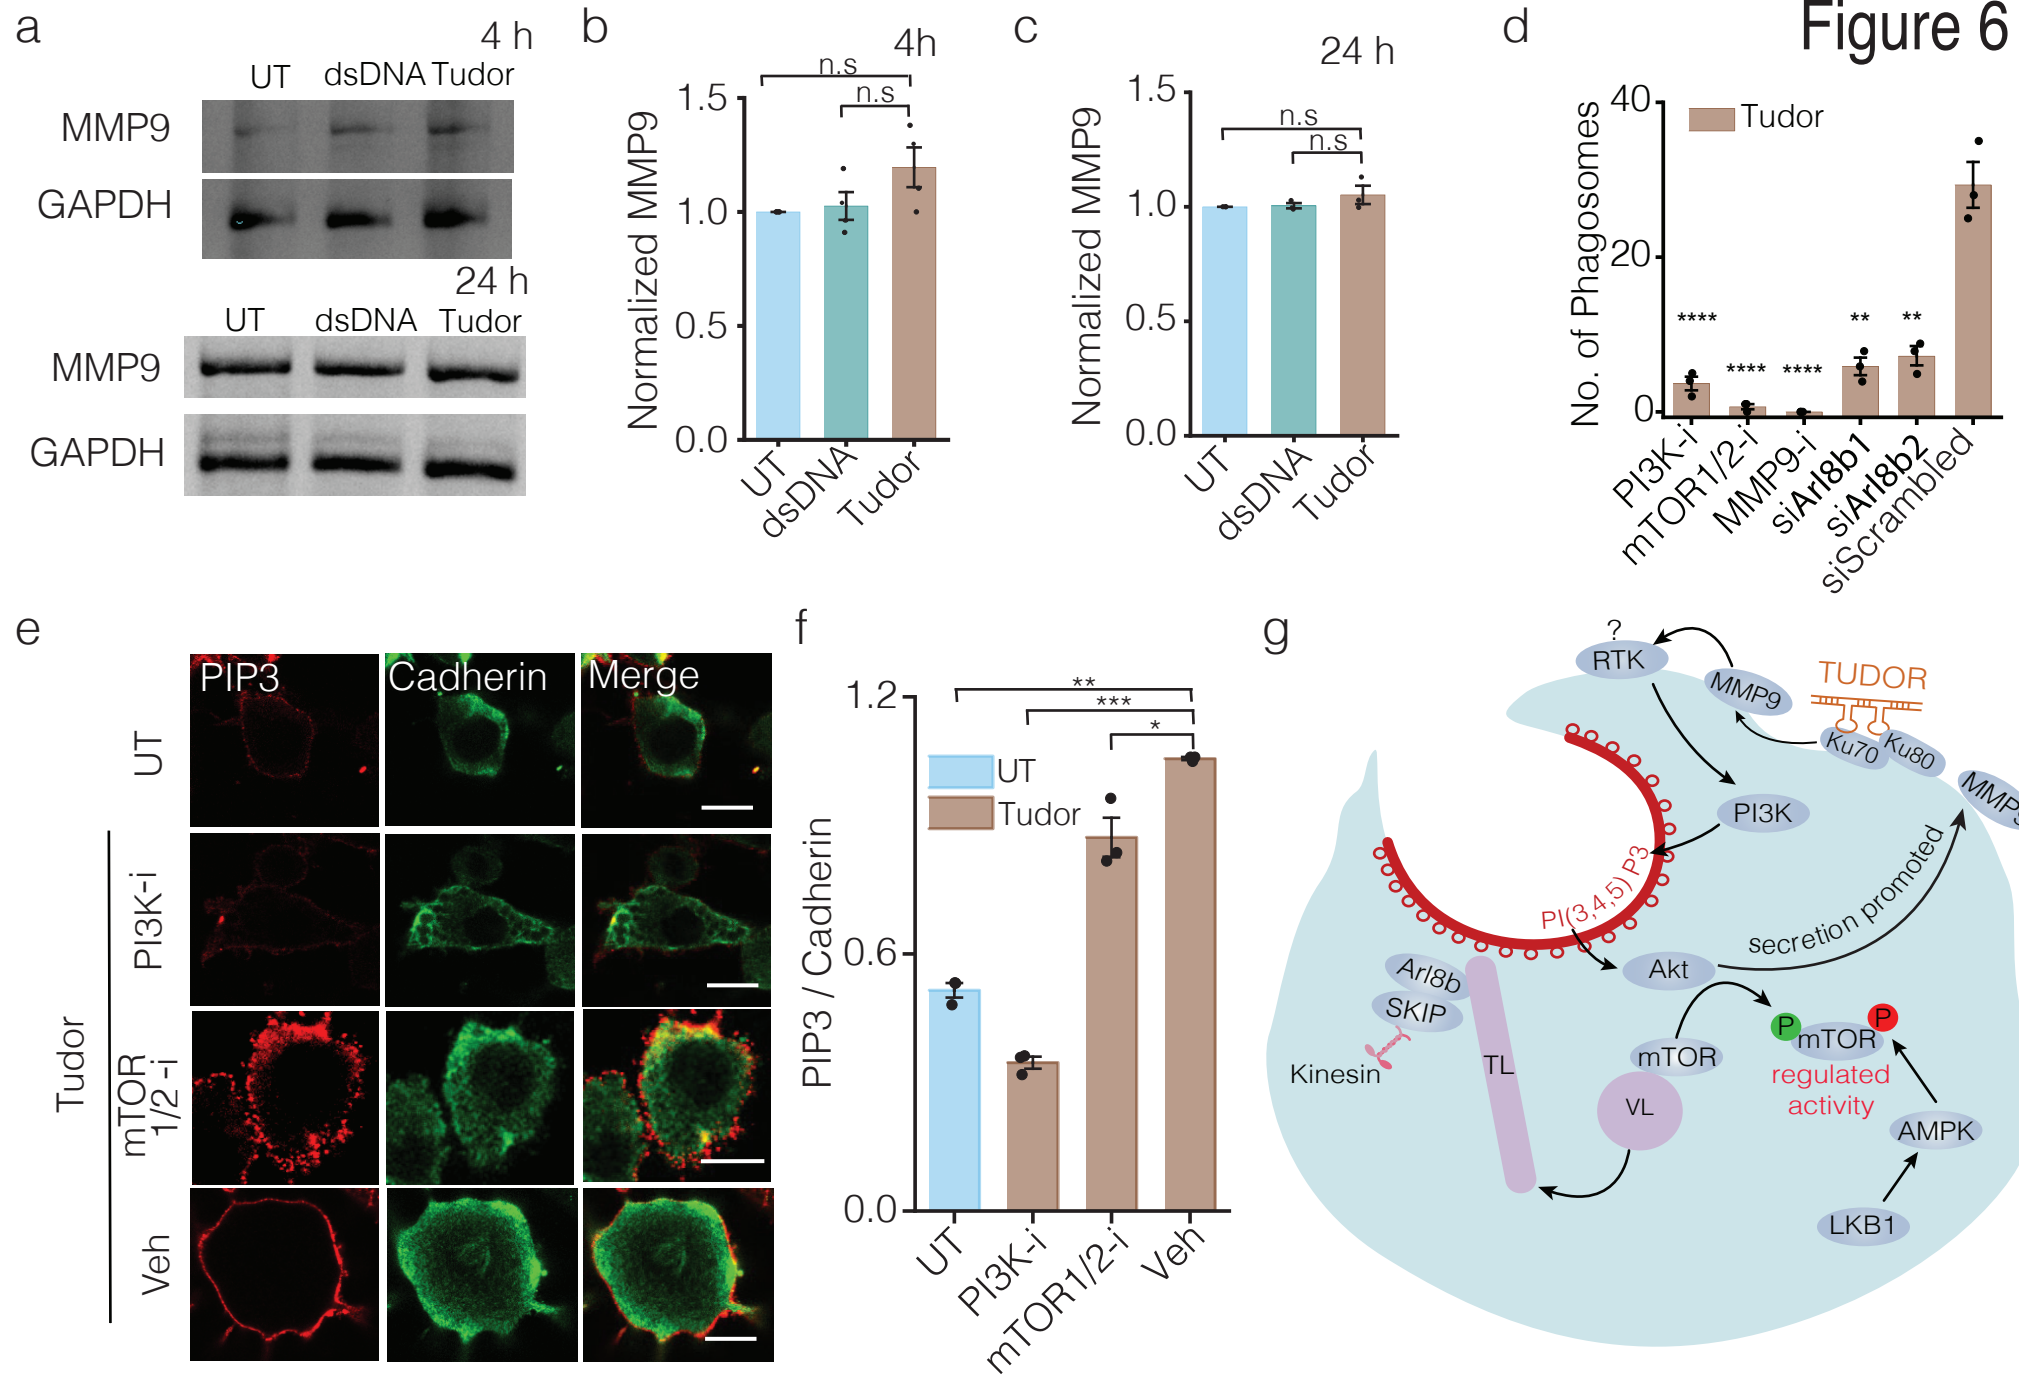 Figure 6
a
4 h
UT dsDNA Tudor
MMP9
GAPDH
24 h
UT dsDNA Tudor
MMP9
GAPDH
b
4h
n.s
n.s
Normalized MMP9
1.5
1.0
0.5
0.0
UT
dsDNA
Tudor
c
24 h
n.s
n.s
Normalized MMP9
1.5
1.0
0.5
0.0
UT
dsDNA
Tudor
d
Tudor
No. of Phagosomes
40
20
0
**** **** **** ** **
PI3K-i
mTOR1/2-i
MMP9-i
siArl8b1
siArl8b2
siScrambled
e
PIP3 Cadherin Merge
UT
Tudor
PI3K-i
mTOR
1/2 -i
Veh
f
**
***
*
UT
Tudor
PIP3 / Cadherin
1.2
0.6
0.0
UT
PI3K-i
mTOR1/2-i
Veh
g
?
RTK
MMP9
TUDOR
Ku70
Ku80
MMP9
PI3K
PI(3,4,5) P3
secretion promoted
Akt
Arl8b
SKIP
Kinesin
TL
mTOR
VL
P
mTOR
P
regulated
activity
AMPK
LKB1